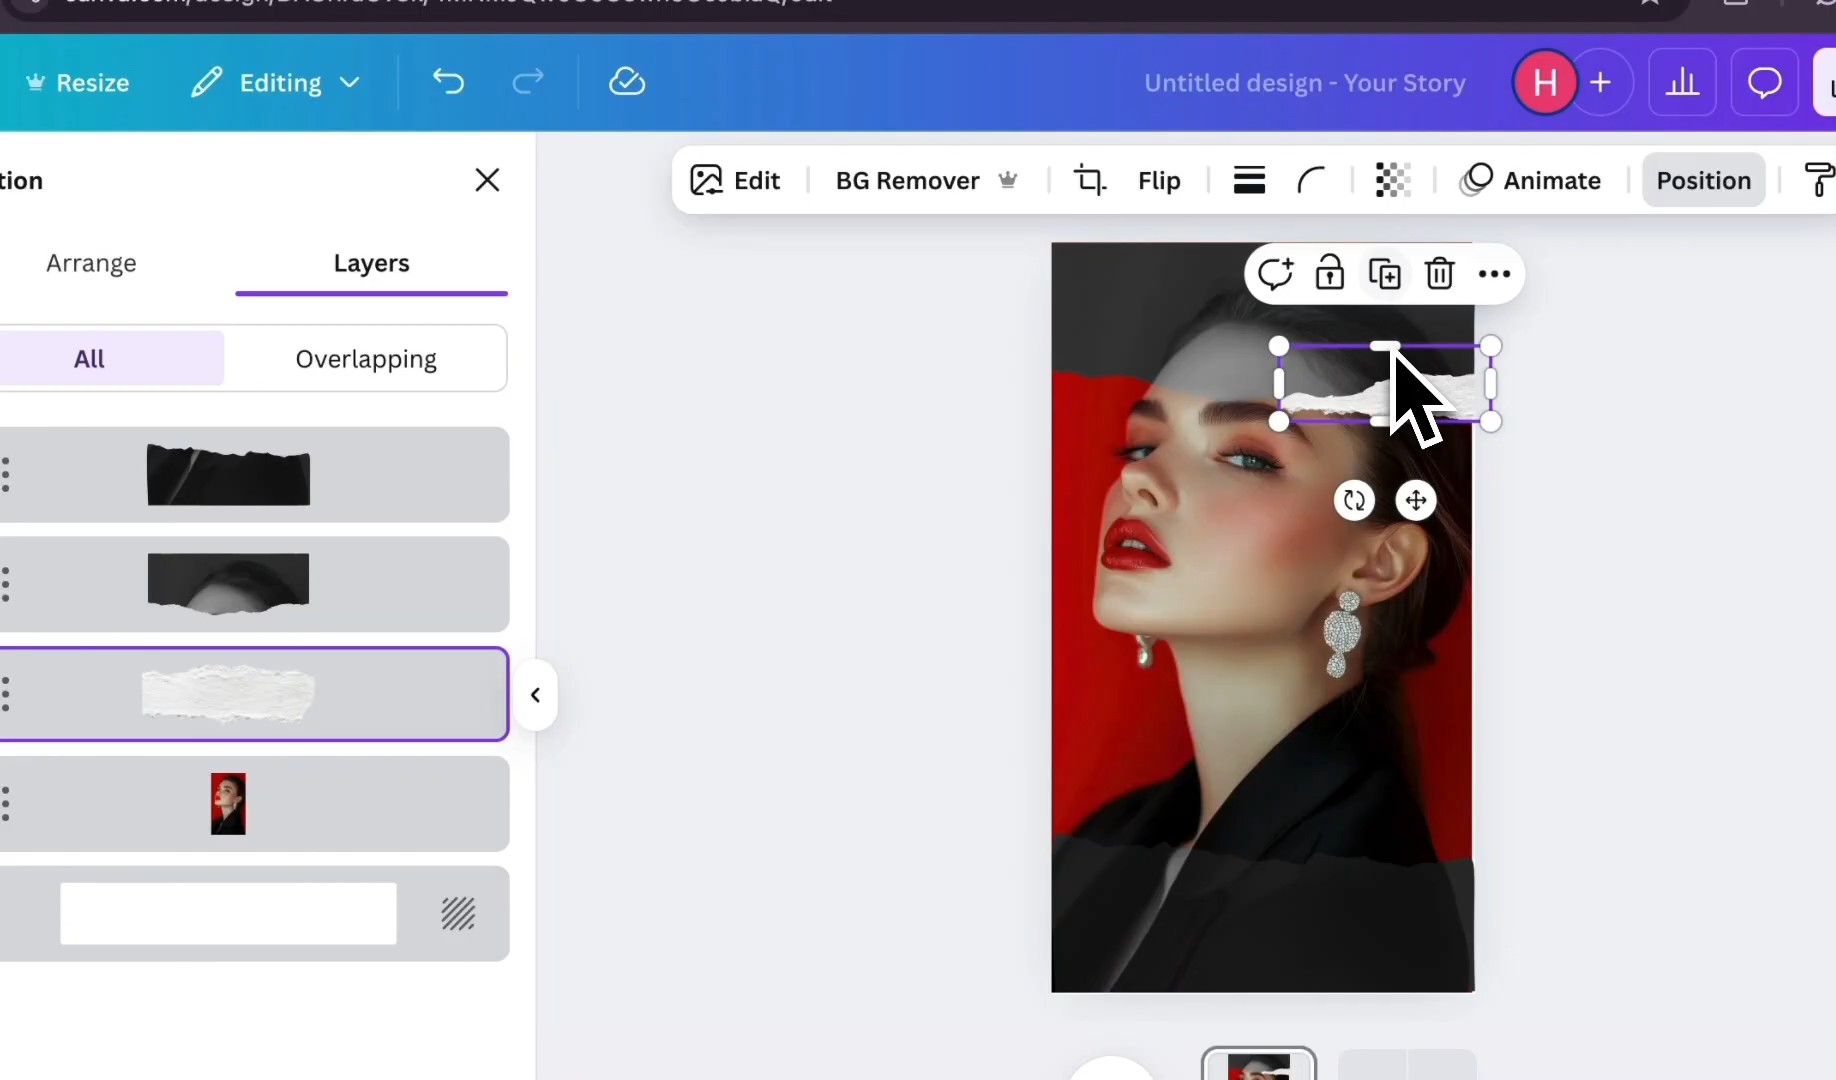 Resize
Editing
Untitled design - Your Story
H
tion
Arrange
Layers
All
Overlapping
Edit
BG Remover
Flip
Animate
Position